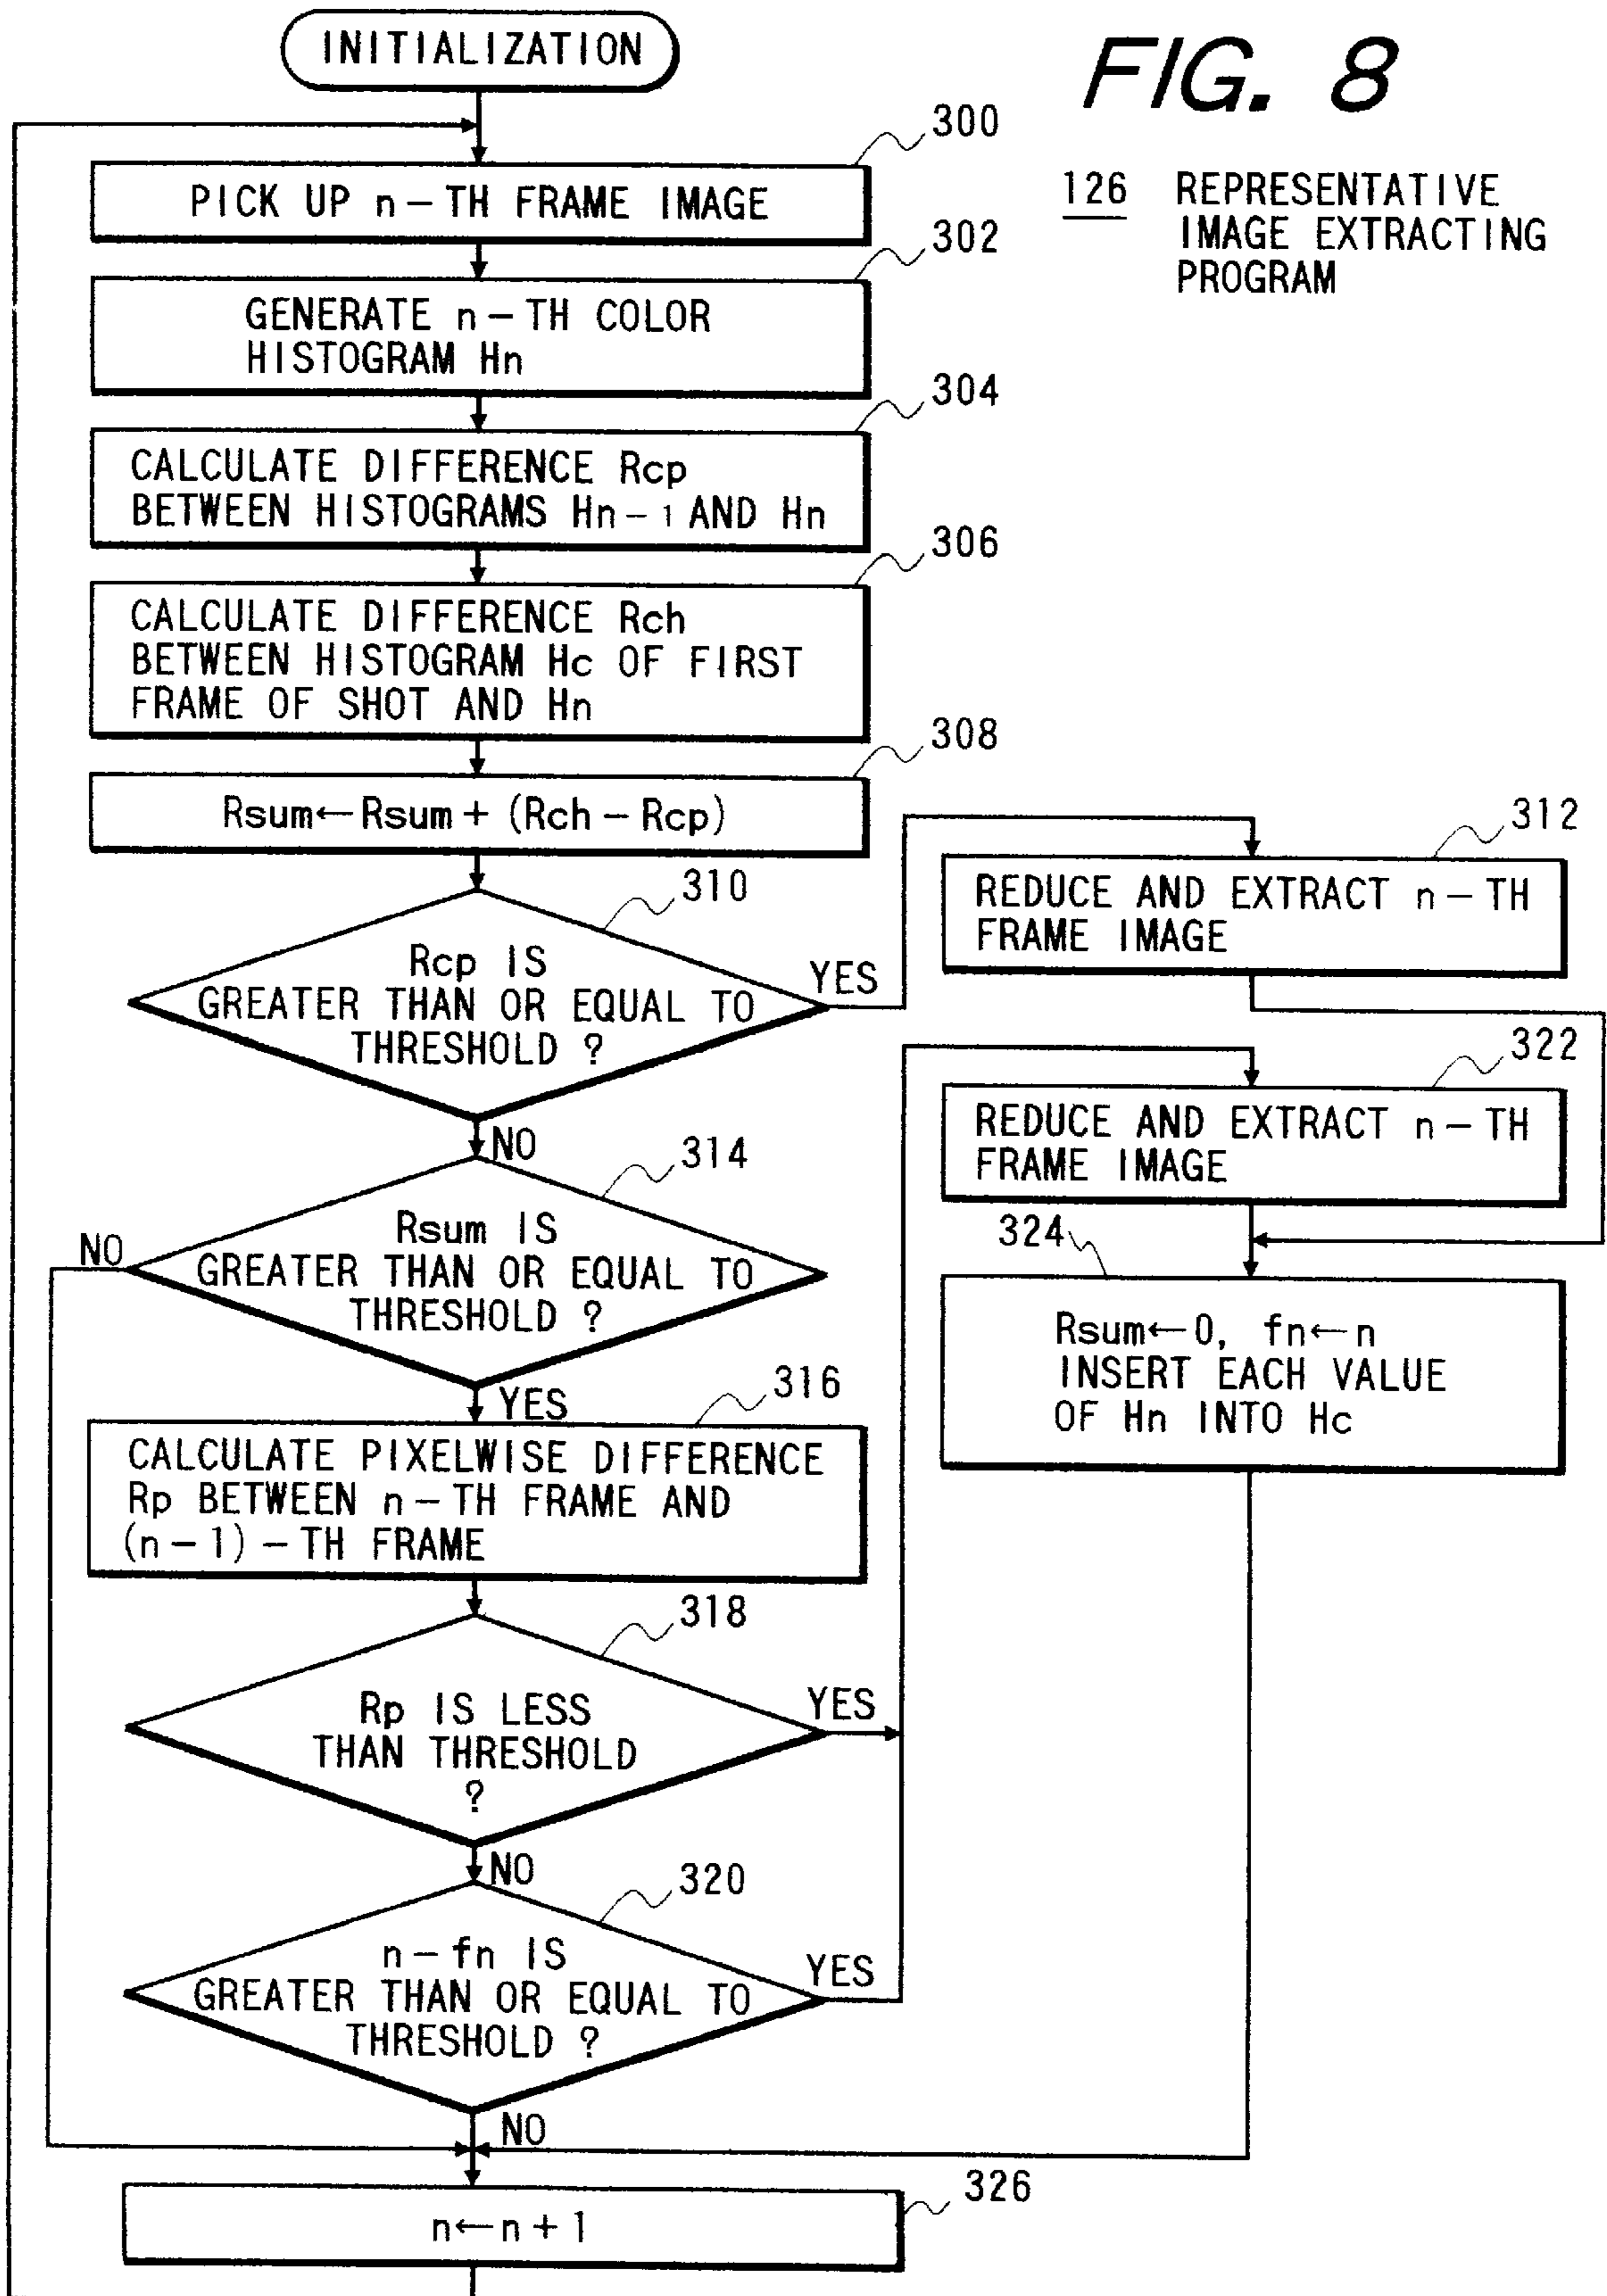 INITIALIZATION
FIG. 8
126 REPRESENTATIVE
IMAGE EXTRACTING
PROGRAM
300
PICK UP n-TH FRAME IMAGE
302
GENERATE n-TH COLOR
HISTOGRAM Hn
304
CALCULATE DIFFERENCE Rcp
BETWEEN HISTOGRAMS Hn-1 AND Hn
306
CALCULATE DIFFERENCE Rch
BETWEEN HISTOGRAM Hc OF FIRST
FRAME OF SHOT AND Hn
308
Rsum←Rsum+(Rch-Rcp)
310
Rcp IS
GREATER THAN OR EQUAL TO
THRESHOLD ?
YES
NO
312
REDUCE AND EXTRACT n-TH
FRAME IMAGE
314
Rsum IS
GREATER THAN OR EQUAL TO
THRESHOLD ?
NO
YES
322
REDUCE AND EXTRACT n-TH
FRAME IMAGE
324
Rsum←0, fn←n
INSERT EACH VALUE
OF Hn INTO Hc
316
CALCULATE PIXELWISE DIFFERENCE
Rp BETWEEN n-TH FRAME AND
(n-1)-TH FRAME
318
Rp IS LESS
THAN THRESHOLD
?
YES
NO
320
n-fn IS
GREATER THAN OR EQUAL TO
THRESHOLD ?
YES
NO
326
n←n+1